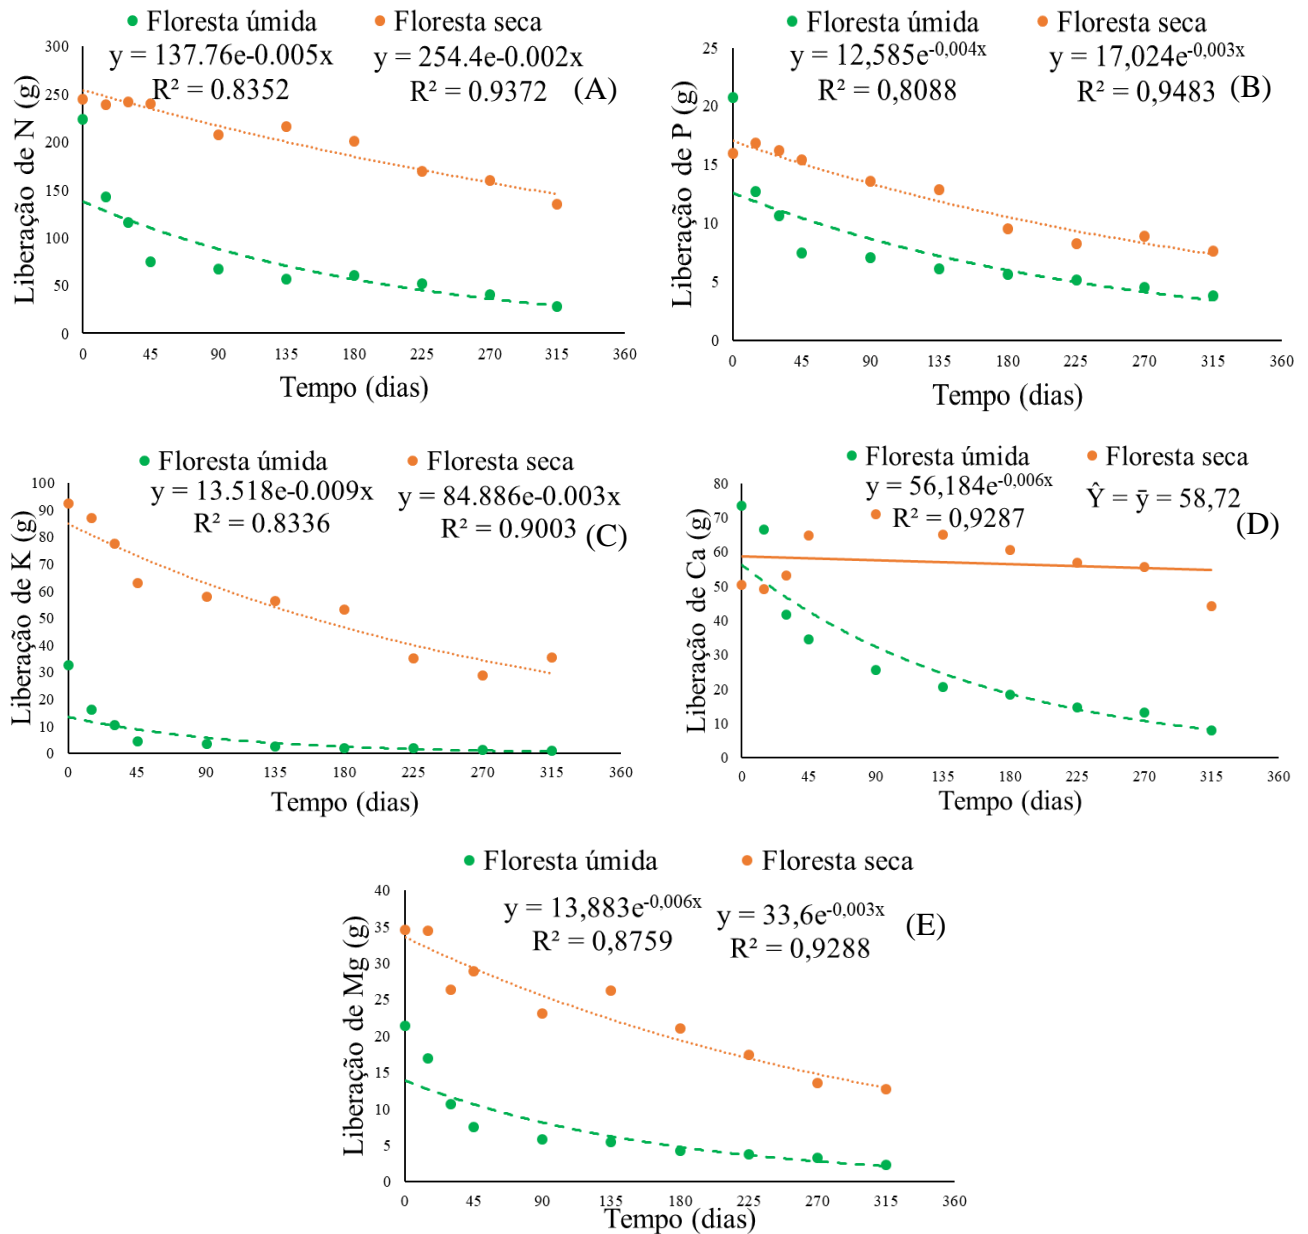 Floresta úmida Floresta seca
y = 137.76e-0.005x y = 254.4e-0.002x
R² = 0.8352 R² = 0.9372 (A)
Liberação de N (g)
300
250
200
150
100
50
0
0 45 90 135 180 225 270 315 360
Tempo (dias)
Floresta úmida Floresta seca
y = 12,585e-0,004x y = 17,024e-0,003x
R² = 0,8088 R² = 0,9483 (B)
Liberação de P (g)
25
20
15
10
5
0
0 45 90 135 180 225 270 315 360
Tempo (dias)
Floresta úmida Floresta seca
y = 13.518e-0.009x y = 84.886e-0.003x
R² = 0.8336 R² = 0.9003 (C)
Liberação de K (g)
100
90
80
70
60
50
40
30
20
10
0
0 45 90 135 180 225 270 315 360
Tempo (dias)
Floresta úmida Floresta seca
y = 56,184e-0,006x Ŷ = ȳ = 58,72
R² = 0,9287 (D)
Liberação de Ca (g)
80
70
60
50
40
30
20
10
0
0 45 90 135 180 225 270 315 360
Tempo (dias)
Floresta úmida Floresta seca
y = 13,883e-0,006x y = 33,6e-0,003x
R² = 0,8759 R² = 0,9288 (E)
Liberação de Mg (g)
40
35
30
25
20
15
10
5
0
0 45 90 135 180 225 270 315 360
Tempo (dias)